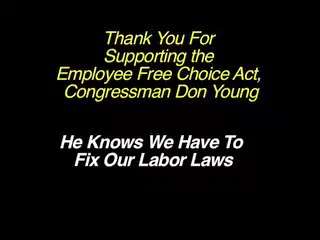 Thank You For
Supporting the
Employee Free Choice Act,
Congressman Don Young
He Knows We Have To
Fix Our Labor Laws